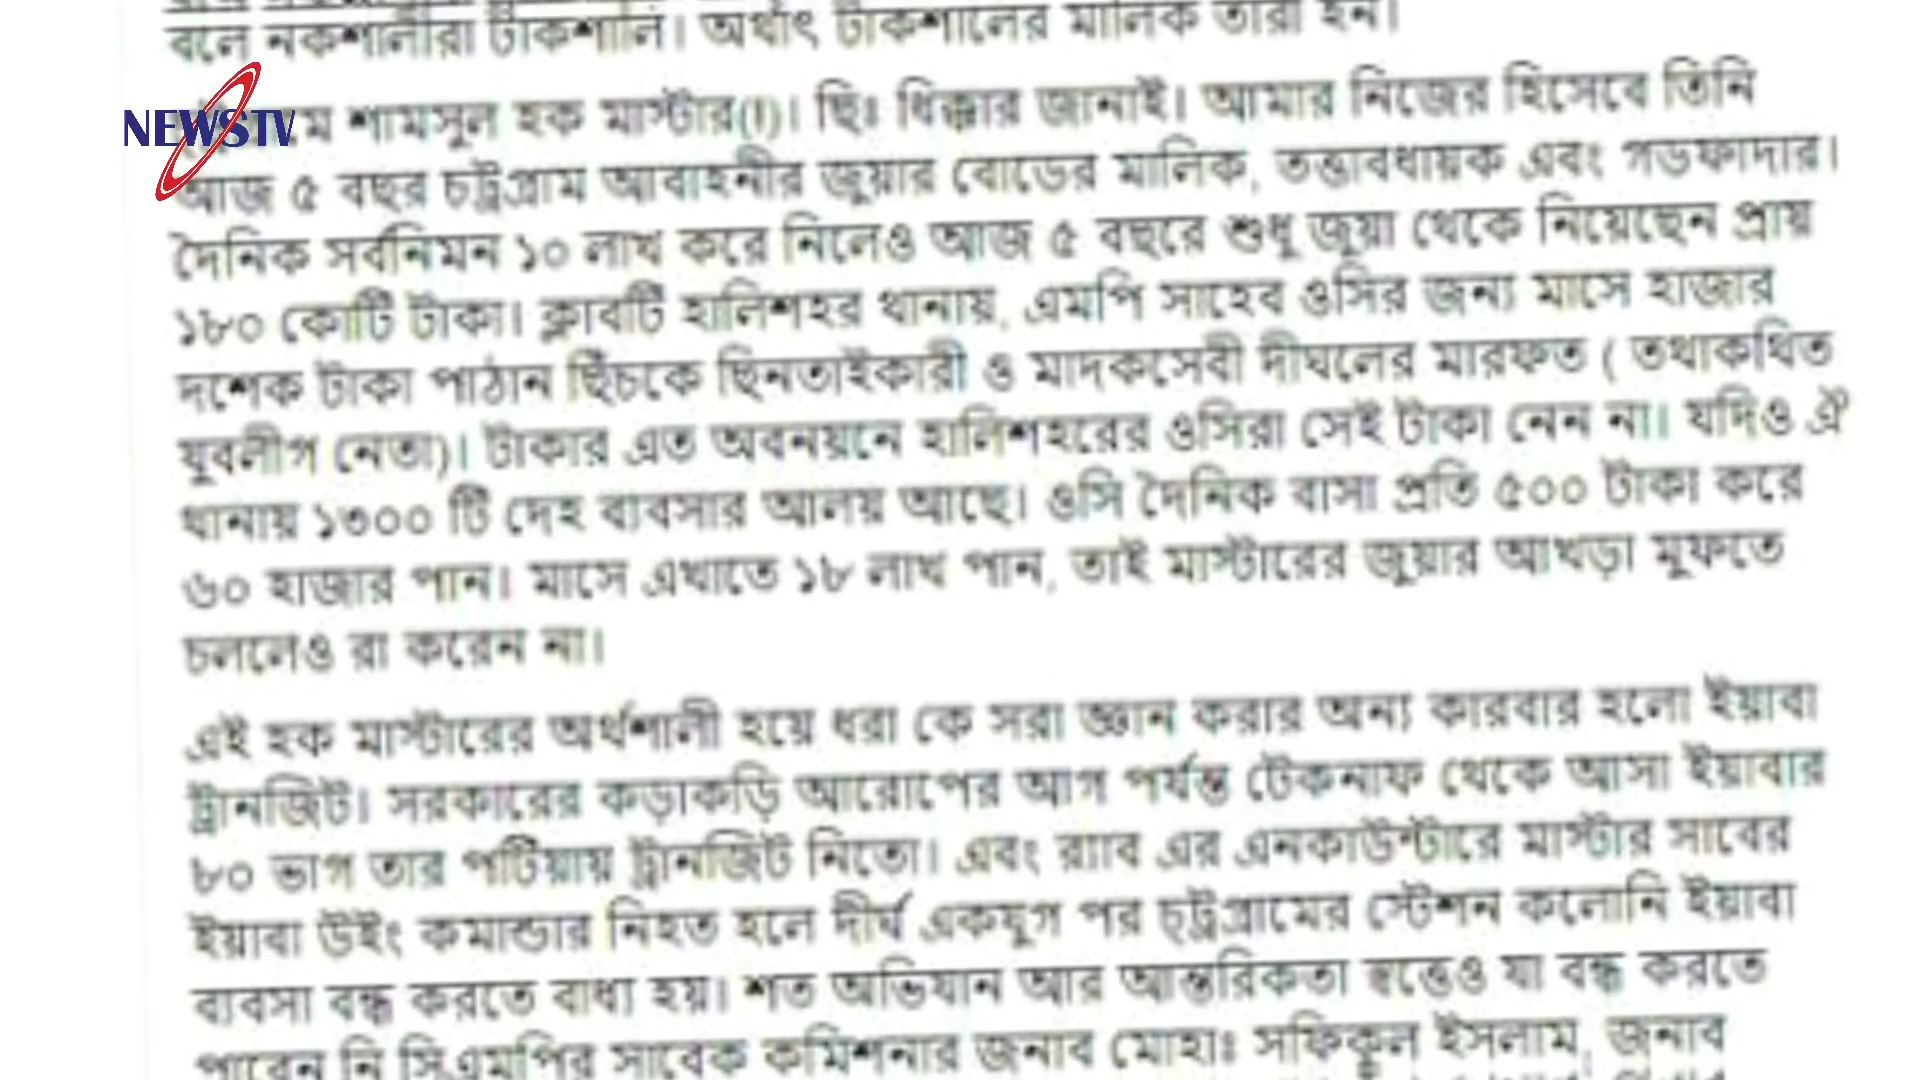 বলে নকশালীরা টাকশাল। অর্থাৎ টাকশালের মালিক তারা হন।
NEWSTV
মে শামসুল হক মাস্টার(!)। ছিঃ ধিক্কার জানাই। আমার নিজের হিসেবে তিনি
আজ ৫ বছর চট্টগ্রাম আবাহনীর জুয়ার বোর্ডের মালিক, তত্তাবধায়ক এবং গডফাদার।
দৈনিক সর্বনিমন ১০ লাখ করে নিলেও আজ ৫ বছরে শুধু জুয়া থেকে নিয়েছেন প্রায়
১৮০ কোটি টাকা। ক্লাবটি হালিশহর থানায়, এমপি সাহেব ওসির জন্য মাসে হাজার
দশেক টাকা পাঠান ছিঁচকে ছিনতাইকারী ও মাদকসেবী দীঘলের মারফত ( তথাকথিত
যুবলীগ নেতা)। টাকার এত অবনয়নে হালিশহরের ওসিরা সেই টাকা নেন না। যদিও ঐ
থানায় ১৩০০ টি দেহ ব্যবসার আলয় আছে। ওসি দৈনিক বাসা প্রতি ৫০০ টাকা করে
৬০ হাজার পান। মাসে এখাতে ১৮ লাখ পান, তাই মাস্টারের জুয়ার আখড়া মুফতে
চললেও রা করেন না।
এই হক মাস্টারের অর্থশালী হয়ে ধরা কে সরা জ্ঞান করার অন্য কারবার হলো ইয়াবা
ট্রানজিট। সরকারের কড়াকড়ি আরোপের আগ পর্যন্ত টেকনাফ থেকে আসা ইয়াবার
৮০ ভাগ তার পটিয়ায় ট্রানজিট নিতো। এবং র‍্যাব এর এনকাউন্টারে মাস্টার সাবের
ইয়াবা উইং কমান্ডার নিহত হলে দীর্ঘ একযুগ পর চ্ট্রগ্রামের স্টেশন কলোনি ইয়াবা
ব্যবসা বন্ধ করতে বাধ্য হয়। শত অভিযান আর আন্তরিকতা স্বত্তেও যা বন্ধ করতে
পারেন নি সিএমপির সাবেক কমিশনার জনাব মোহাঃ সফিকুল ইসলাম, জনাব